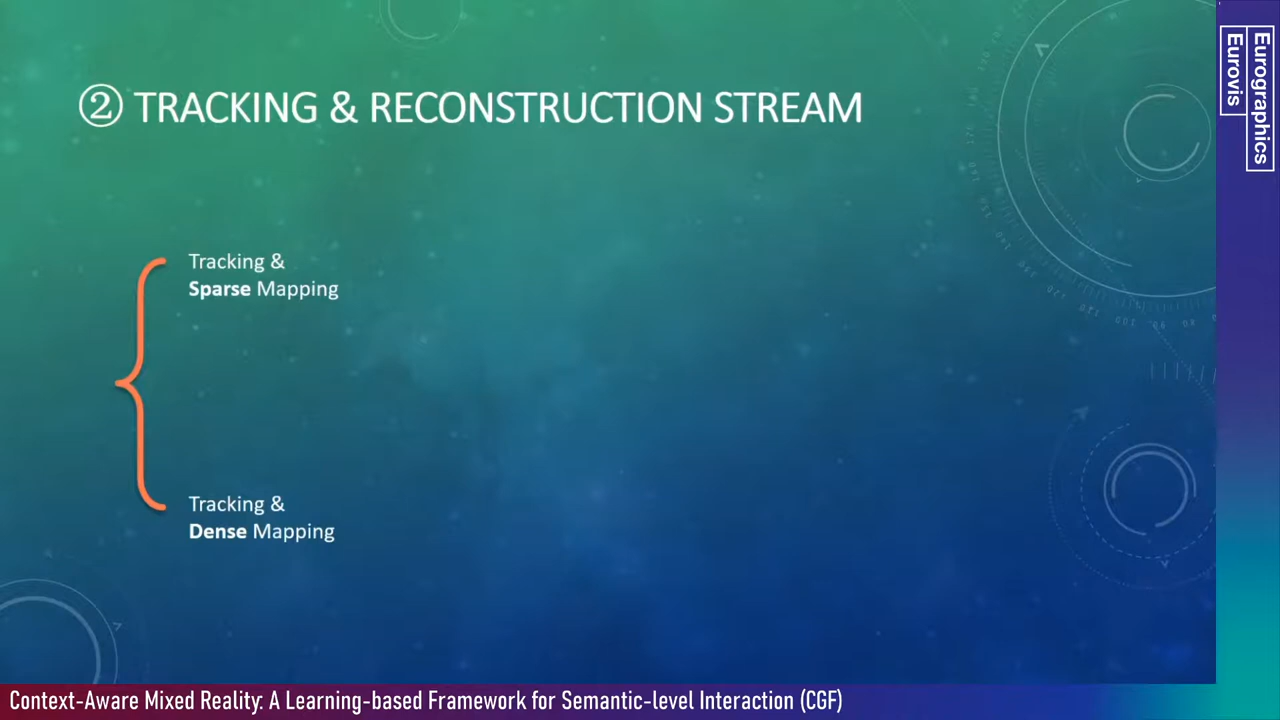 ② TRACKING & RECONSTRUCTION STREAM
Tracking &
Sparse Mapping
Tracking &
Dense Mapping
Eurographics
Eurovis
Context-Aware Mixed Reality: A Learning-based Framework for Semantic-level Interaction (CGF)